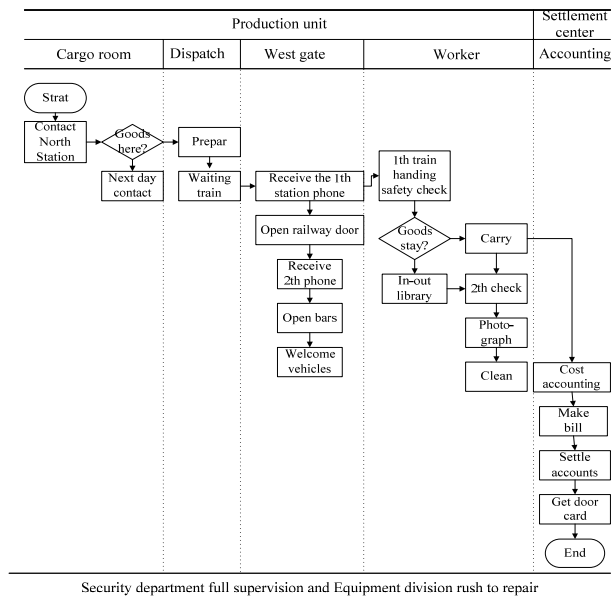 Production unit
Settlement
center
Cargo room
Dispatch
West gate
Worker
Accounting
Strat
Contact
North
Station
Goods
here?
Next day
contact
Prepar
Waiting
train
Receive the 1th
station phone
Open railway door
Receive
2th phone
Open bars
Welcome
vehicles
1th train
handing
safety check
Goods
stay?
In-out
library
Carry
2th check
Photo-
graph
Clean
Cost
accounting
Make
bill
Settle
accounts
Get door
card
End
Security department full supervision and Equipment division rush to repair